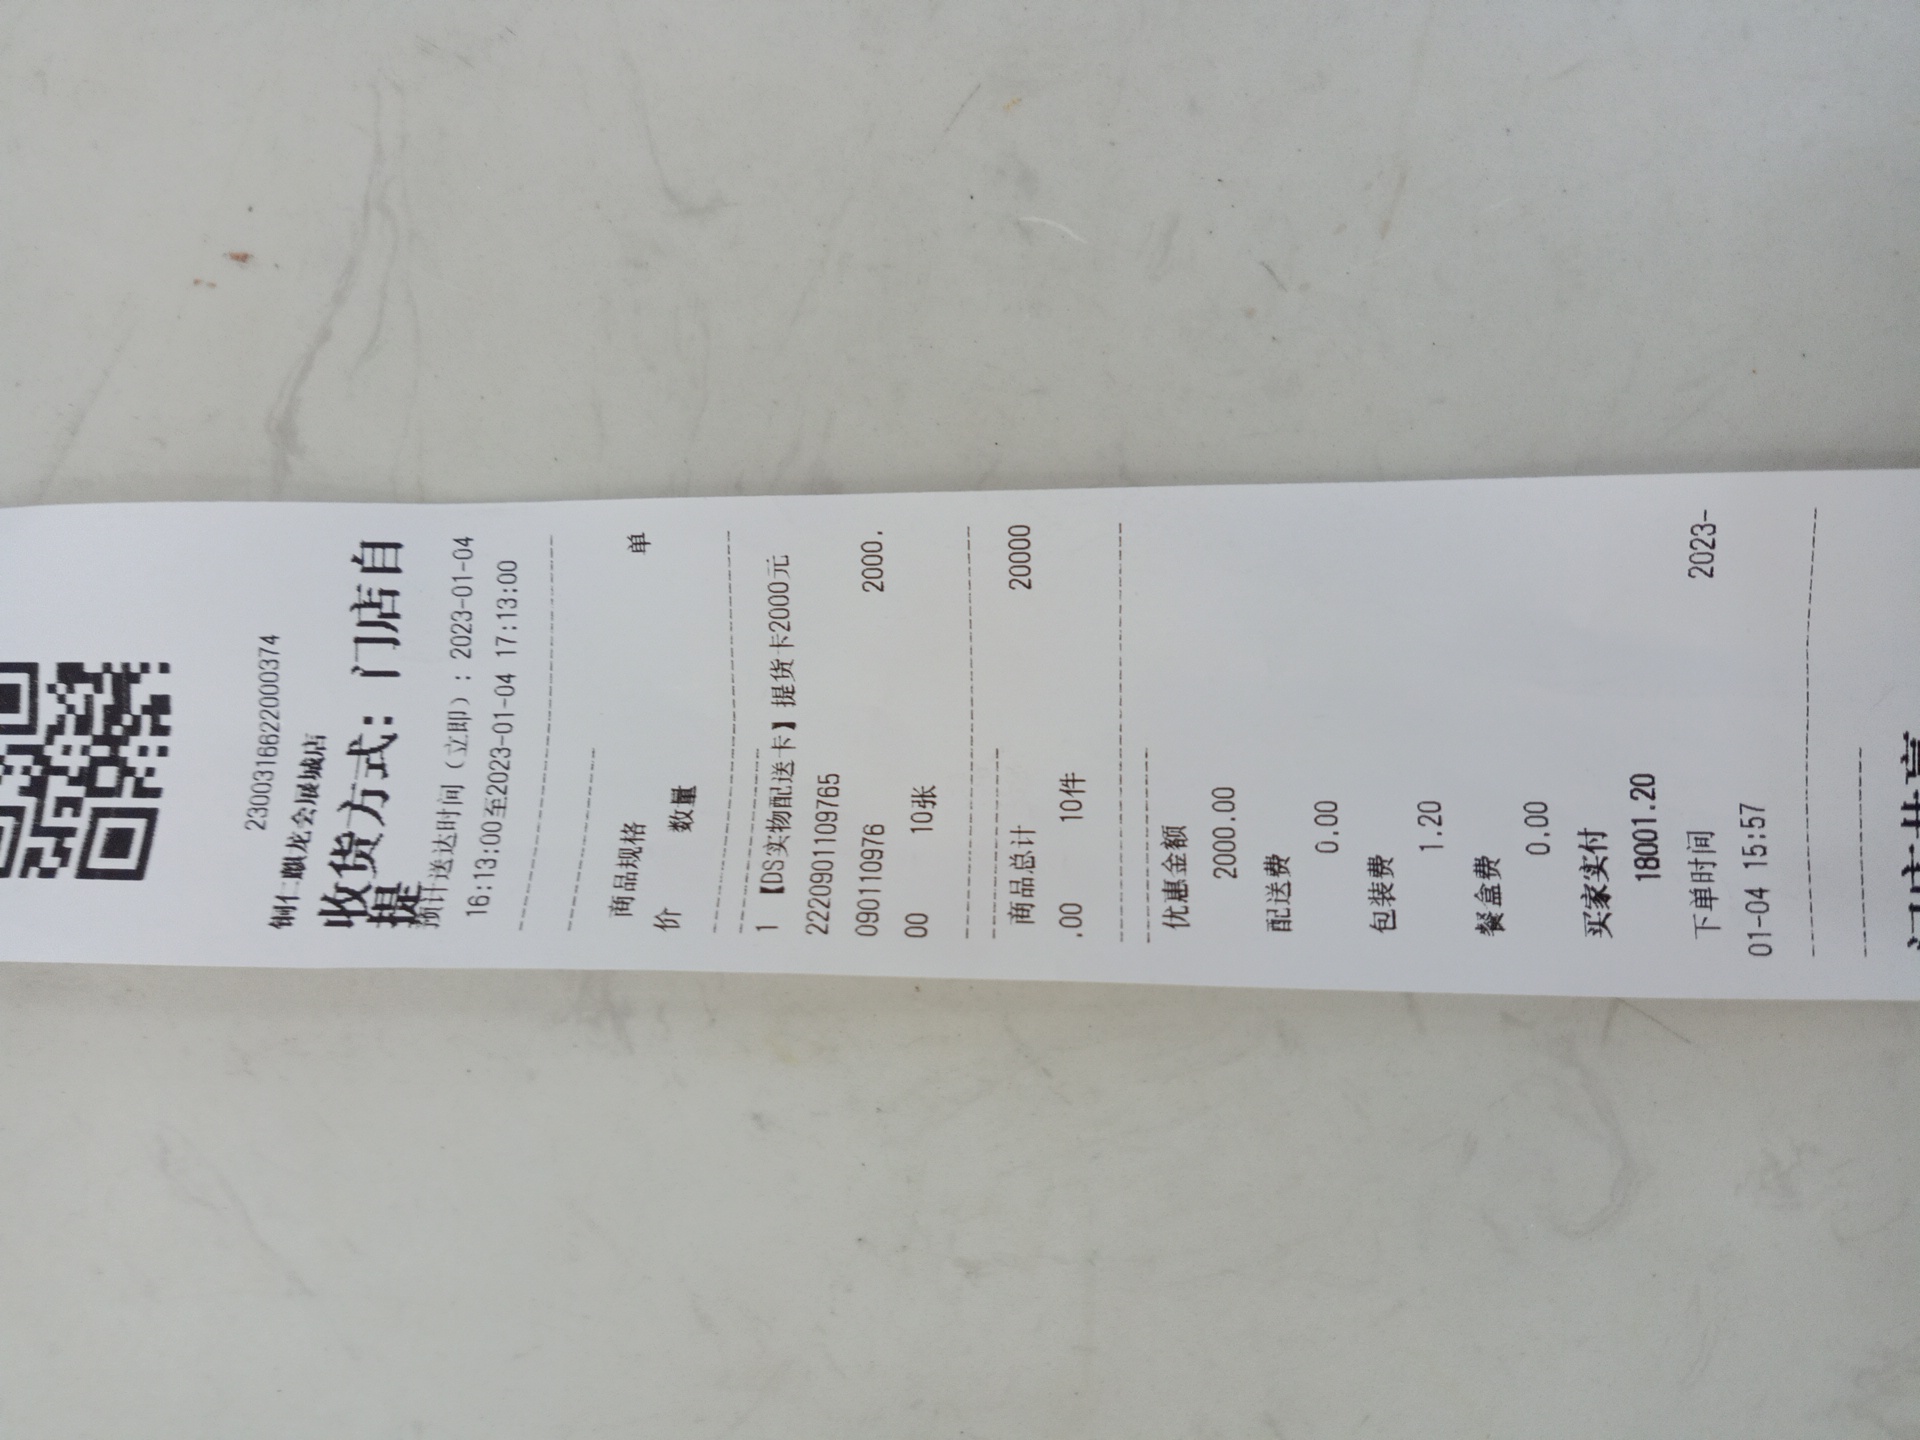 2300316622000374
铜仁麒龙会展城店
收货方式：门店自
提
预计送达时间（立即）：2023-01-04
16:13:00至2023-01-04 17:13:00
商品规格 单
价 数量
1 【DS实物配送卡】提货卡2000元
2220901109765
090110976 2000.
00 10张
商品总计 20000
.00 10件
优惠金额
2000.00
配送费
0.00
包装费
1.20
餐盒费
0.00
买家实付
18001.20
下单时间 2023-
01-04 15:57